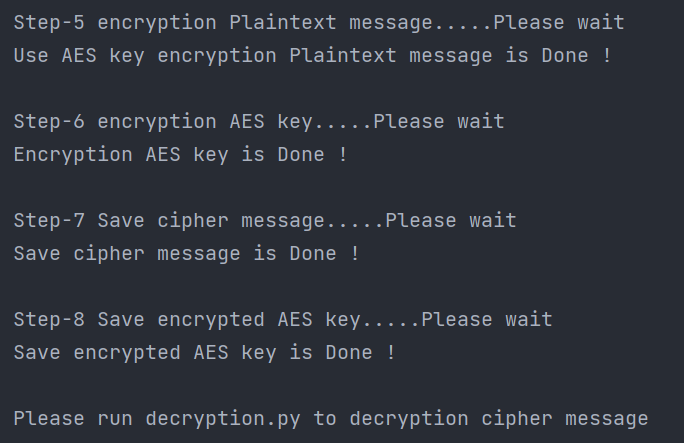 Step-5 encryption Plaintext message.....Please wait
Use AES key encryption Plaintext message is Done !
Step-6 encryption AES key.....Please wait
Encryption AES key is Done !
Step-7 Save cipher message.....Please wait
Save cipher message is Done !
Step-8 Save encrypted AES key.....Please wait
Save encrypted AES key is Done !
Please run decryption.py to decryption cipher message